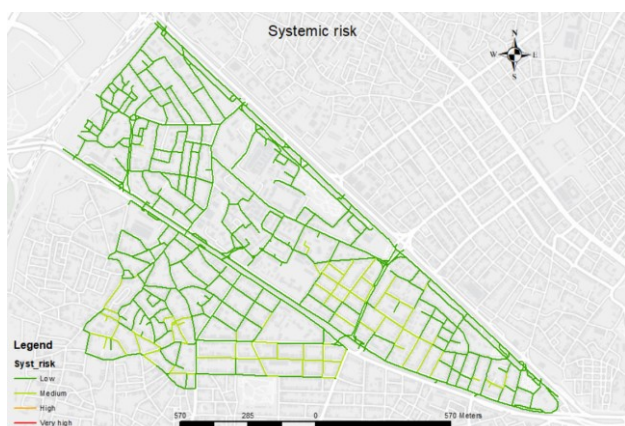 Systemic risk
N
W E
S
Legend
Syst_risk
Low
Medium
High
Very high
570 285 0 570 Meters